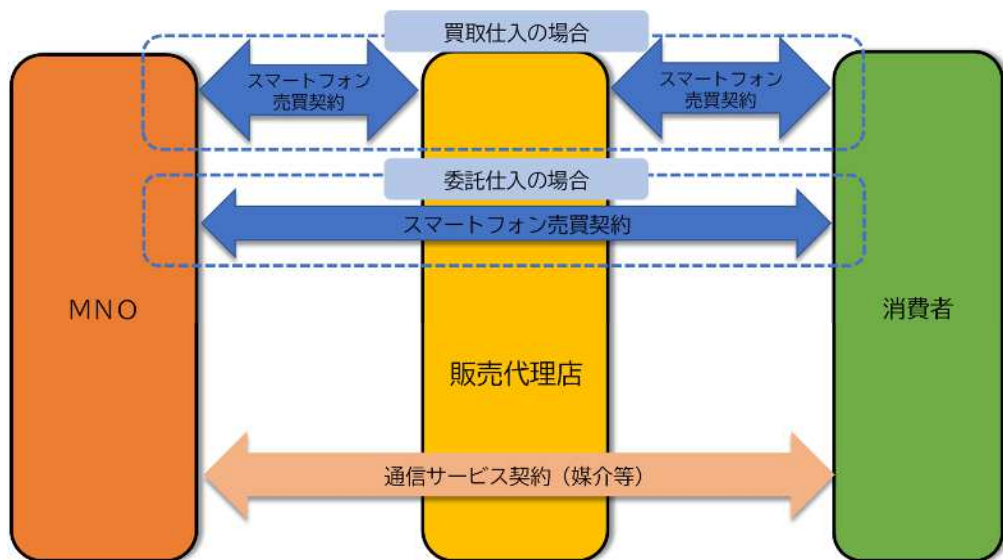 買取仕入の場合
スマートフォン
売買契約
スマートフォン
売買契約
委託仕入の場合
スマートフォン売買契約
ＭＮＯ
消費者
販売代理店
通信サービス契約（媒介等）